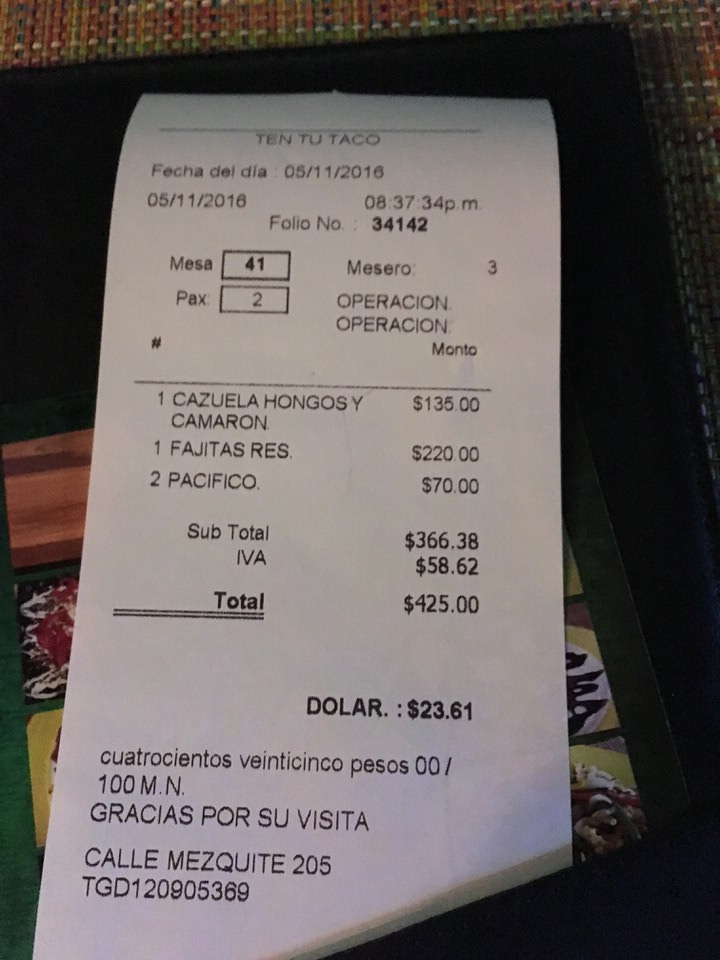 TEN TU TACO
Fecha del día : 05/11/2016
05/11/2016 08:37:34p.m.
Folio No. : 34142
Mesa 41 Mesero: 3
Pax: 2 OPERACION.
OPERACION.
# Monto
1 CAZUELA HONGOS Y $135.00
CAMARON.
1 FAJITAS RES. $220.00
2 PACIFICO. $70.00
Sub Total $366.38
IVA $58.62
Total $425.00
DOLAR. : $23.61
cuatrocientos veinticinco pesos 00 /
100 M.N.
GRACIAS POR SU VISITA
CALLE MEZQUITE 205
TGD120905369